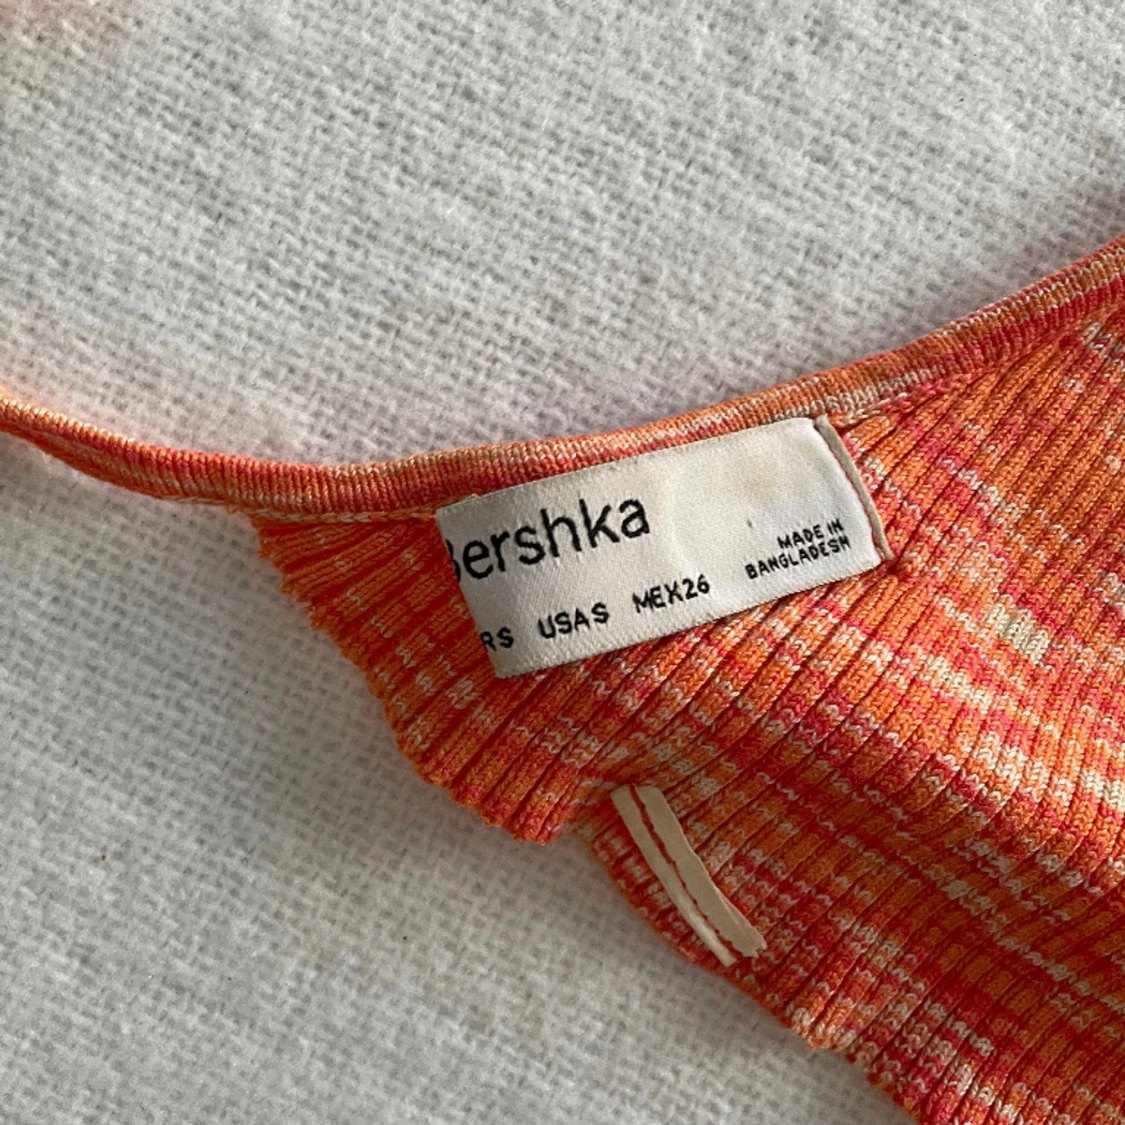 Bershka
RS USAS MEX26
MADE IN
BANGLADESH